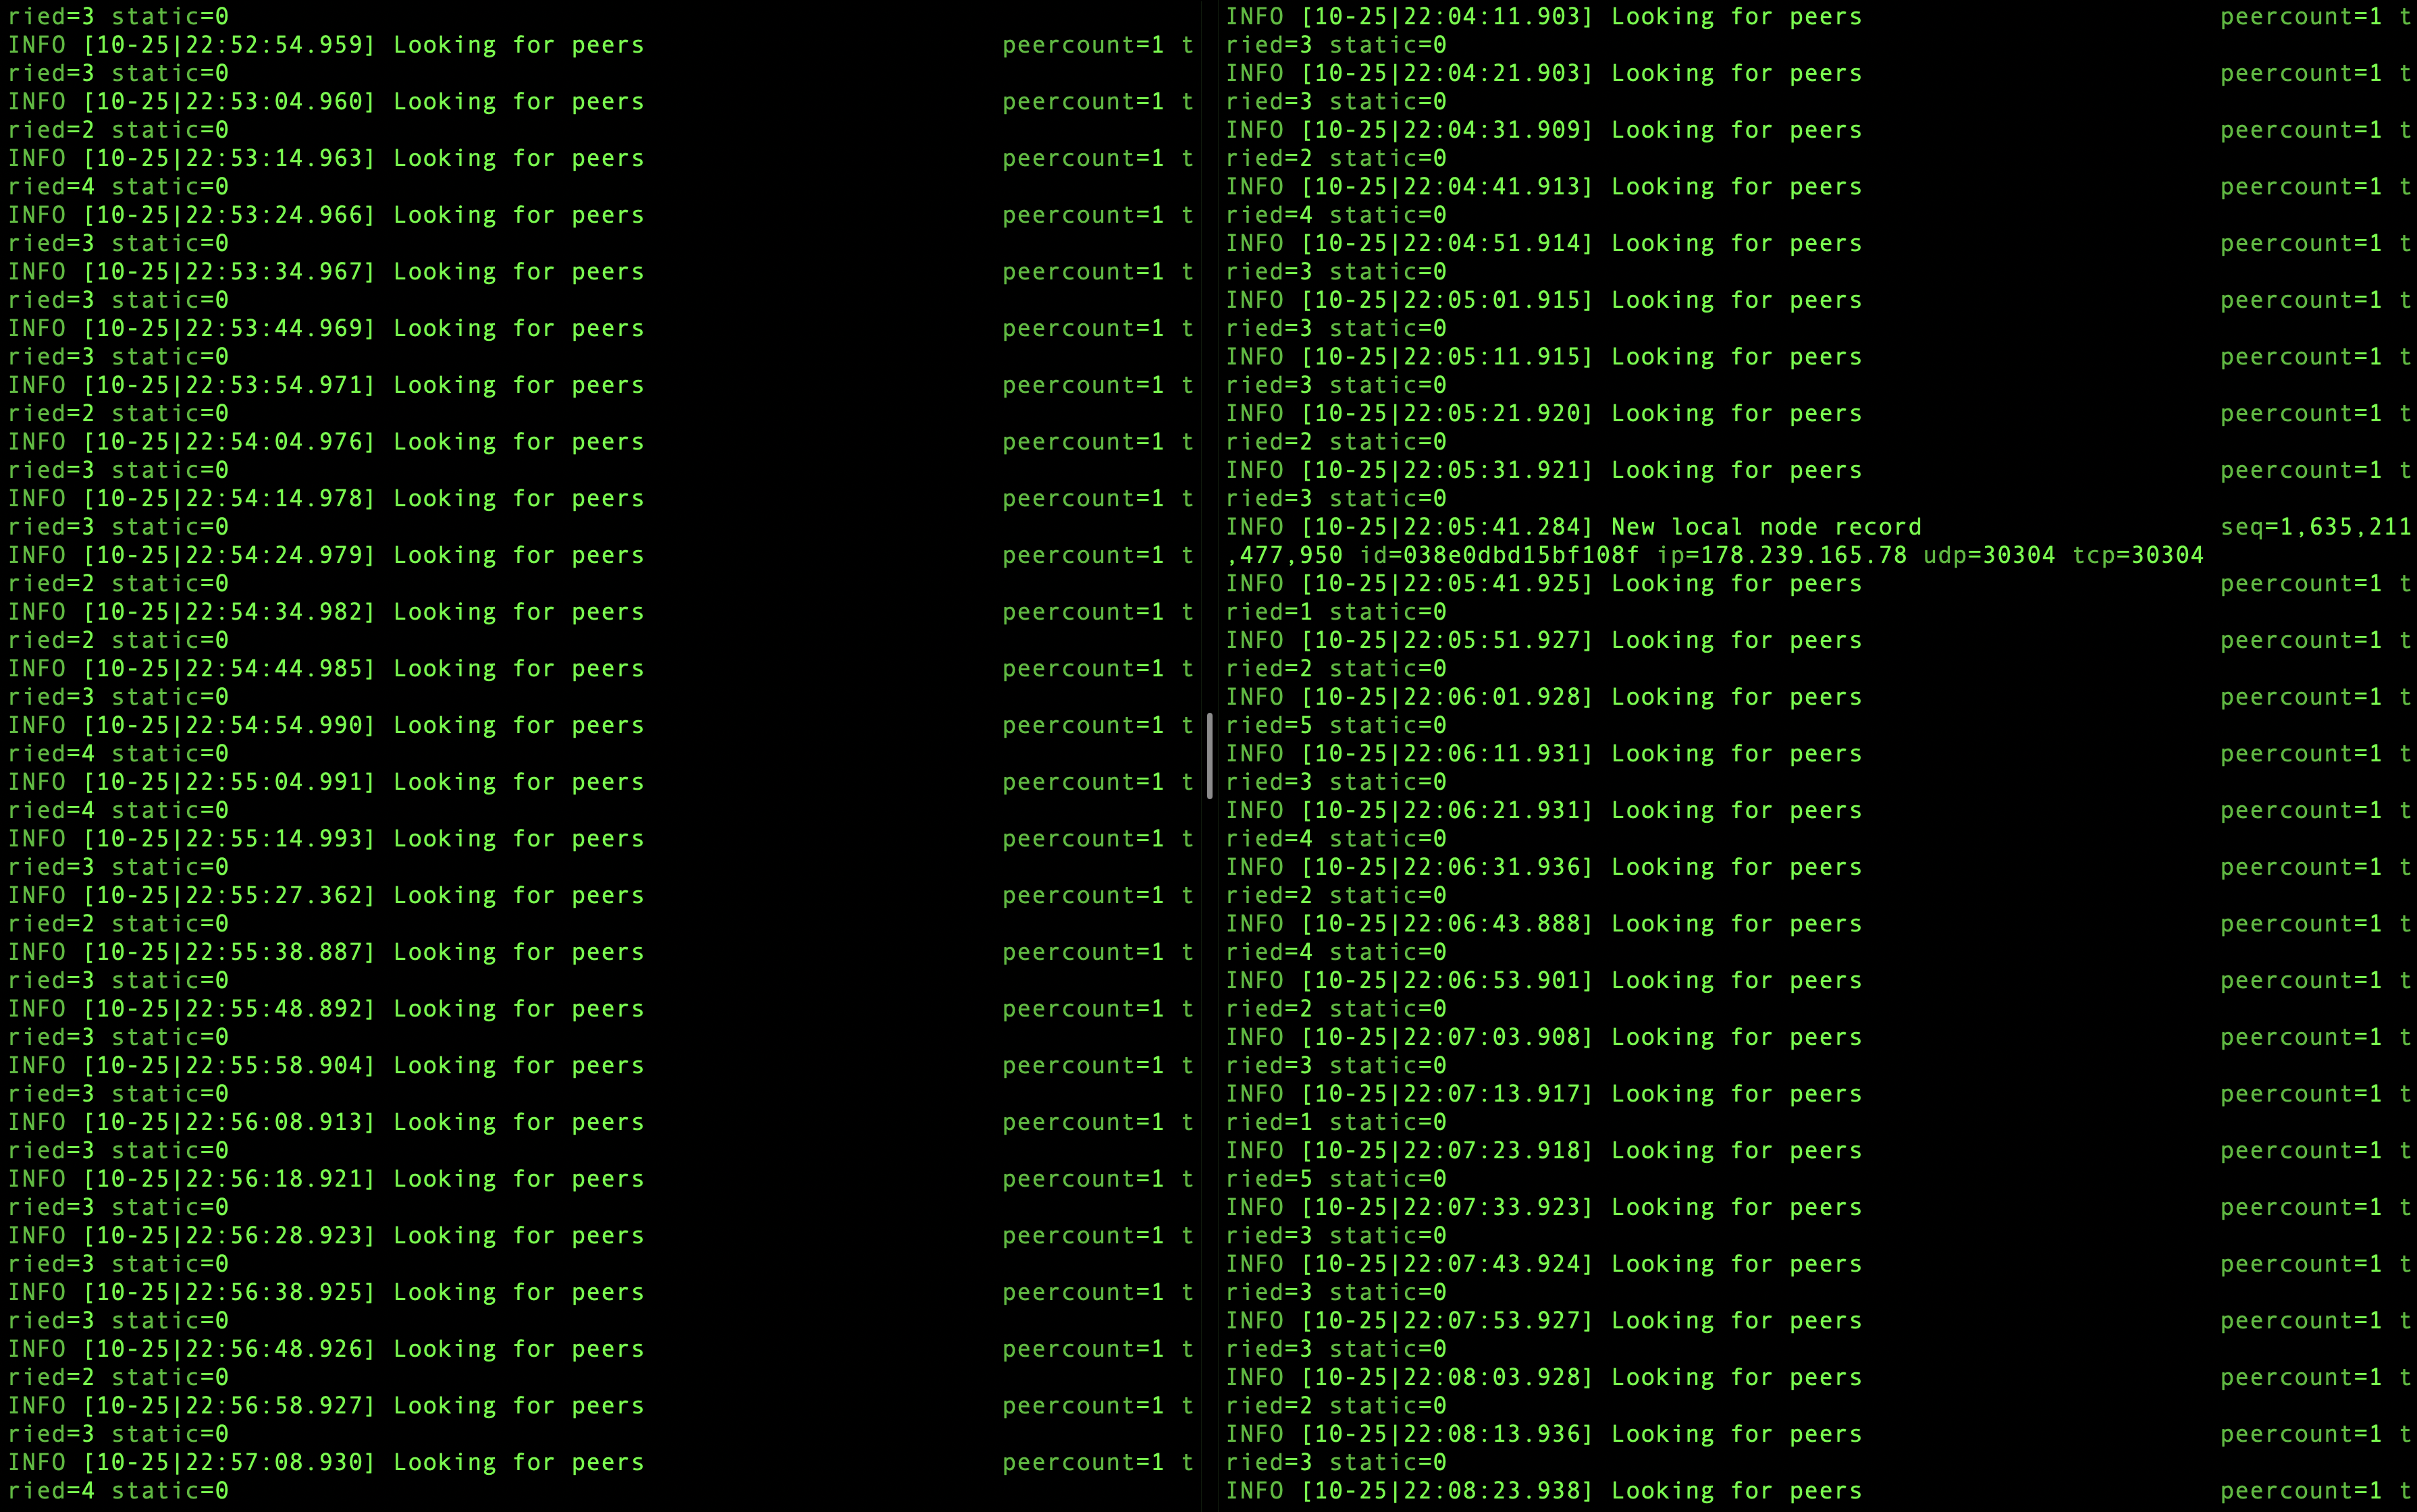 ried=3 static=0
INFO [10-25|22:52:54.959] Looking for peers peercount=1 t
ried=3 static=0
INFO [10-25|22:53:04.960] Looking for peers peercount=1 t
ried=2 static=0
INFO [10-25|22:53:14.963] Looking for peers peercount=1 t
ried=4 static=0
INFO [10-25|22:53:24.966] Looking for peers peercount=1 t
ried=3 static=0
INFO [10-25|22:53:34.967] Looking for peers peercount=1 t
ried=3 static=0
INFO [10-25|22:53:44.969] Looking for peers peercount=1 t
ried=3 static=0
INFO [10-25|22:53:54.971] Looking for peers peercount=1 t
ried=2 static=0
INFO [10-25|22:54:04.976] Looking for peers peercount=1 t
ried=3 static=0
INFO [10-25|22:54:14.978] Looking for peers peercount=1 t
ried=3 static=0
INFO [10-25|22:54:24.979] Looking for peers peercount=1 t
ried=2 static=0
INFO [10-25|22:54:34.982] Looking for peers peercount=1 t
ried=2 static=0
INFO [10-25|22:54:44.985] Looking for peers peercount=1 t
ried=3 static=0
INFO [10-25|22:54:54.990] Looking for peers peercount=1 t
ried=4 static=0
INFO [10-25|22:55:04.991] Looking for peers peercount=1 t
ried=4 static=0
INFO [10-25|22:55:14.993] Looking for peers peercount=1 t
ried=3 static=0
INFO [10-25|22:55:27.362] Looking for peers peercount=1 t
ried=2 static=0
INFO [10-25|22:55:38.887] Looking for peers peercount=1 t
ried=3 static=0
INFO [10-25|22:55:48.892] Looking for peers peercount=1 t
ried=3 static=0
INFO [10-25|22:55:58.904] Looking for peers peercount=1 t
ried=3 static=0
INFO [10-25|22:56:08.913] Looking for peers peercount=1 t
ried=3 static=0
INFO [10-25|22:56:18.921] Looking for peers peercount=1 t
ried=3 static=0
INFO [10-25|22:56:28.923] Looking for peers peercount=1 t
ried=3 static=0
INFO [10-25|22:56:38.925] Looking for peers peercount=1 t
ried=3 static=0
INFO [10-25|22:56:48.926] Looking for peers peercount=1 t
ried=2 static=0
INFO [10-25|22:56:58.927] Looking for peers peercount=1 t
ried=3 static=0
INFO [10-25|22:57:08.930] Looking for peers peercount=1 t
ried=4 static=0
INFO [10-25|22:04:11.903] Looking for peers peercount=1 t
ried=3 static=0
INFO [10-25|22:04:21.903] Looking for peers peercount=1 t
ried=3 static=0
INFO [10-25|22:04:31.909] Looking for peers peercount=1 t
ried=2 static=0
INFO [10-25|22:04:41.913] Looking for peers peercount=1 t
ried=4 static=0
INFO [10-25|22:04:51.914] Looking for peers peercount=1 t
ried=3 static=0
INFO [10-25|22:05:01.915] Looking for peers peercount=1 t
ried=3 static=0
INFO [10-25|22:05:11.915] Looking for peers peercount=1 t
ried=3 static=0
INFO [10-25|22:05:21.920] Looking for peers peercount=1 t
ried=2 static=0
INFO [10-25|22:05:31.921] Looking for peers peercount=1 t
ried=3 static=0
INFO [10-25|22:05:41.284] New local node record seq=1,635,211
,477,950 id=038e0dbd15bf108f ip=178.239.165.78 udp=30304 tcp=30304
INFO [10-25|22:05:41.925] Looking for peers peercount=1 t
ried=1 static=0
INFO [10-25|22:05:51.927] Looking for peers peercount=1 t
ried=2 static=0
INFO [10-25|22:06:01.928] Looking for peers peercount=1 t
ried=5 static=0
INFO [10-25|22:06:11.931] Looking for peers peercount=1 t
ried=3 static=0
INFO [10-25|22:06:21.931] Looking for peers peercount=1 t
ried=4 static=0
INFO [10-25|22:06:31.936] Looking for peers peercount=1 t
ried=2 static=0
INFO [10-25|22:06:43.888] Looking for peers peercount=1 t
ried=4 static=0
INFO [10-25|22:06:53.901] Looking for peers peercount=1 t
ried=2 static=0
INFO [10-25|22:07:03.908] Looking for peers peercount=1 t
ried=3 static=0
INFO [10-25|22:07:13.917] Looking for peers peercount=1 t
ried=1 static=0
INFO [10-25|22:07:23.918] Looking for peers peercount=1 t
ried=5 static=0
INFO [10-25|22:07:33.923] Looking for peers peercount=1 t
ried=3 static=0
INFO [10-25|22:07:43.924] Looking for peers peercount=1 t
ried=3 static=0
INFO [10-25|22:07:53.927] Looking for peers peercount=1 t
ried=3 static=0
INFO [10-25|22:08:03.928] Looking for peers peercount=1 t
ried=2 static=0
INFO [10-25|22:08:13.936] Looking for peers peercount=1 t
ried=3 static=0
INFO [10-25|22:08:23.938] Looking for peers peercount=1 t